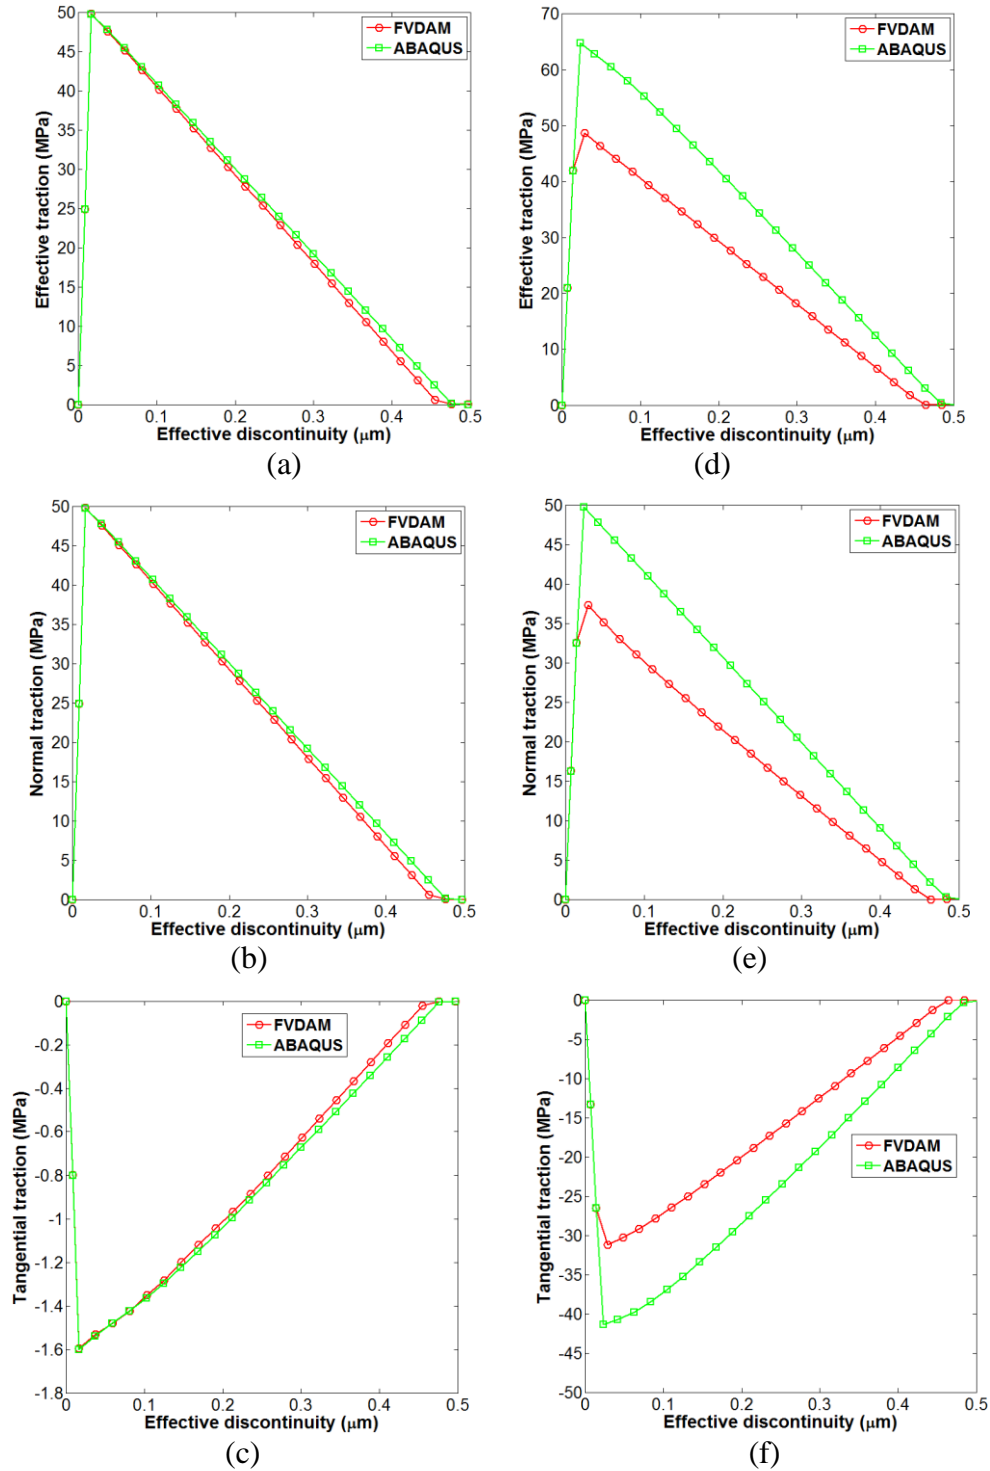 50
45
40
35
30
25
20
15
10
5
0
Effective traction (MPa)
FVDAM
ABAQUS
0 0.1 0.2 0.3 0.4 0.5
Effective discontinuity (μm)
(a)
70
60
50
40
30
20
10
0
Effective traction (MPa)
FVDAM
ABAQUS
0 0.1 0.2 0.3 0.4 0.5
Effective discontinuity (μm)
(d)
50
45
40
35
30
25
20
15
10
5
0
Normal traction (MPa)
FVDAM
ABAQUS
0 0.1 0.2 0.3 0.4 0.5
Effective discontinuity (μm)
(b)
50
45
40
35
30
25
20
15
10
5
0
Normal traction (MPa)
FVDAM
ABAQUS
0 0.1 0.2 0.3 0.4 0.5
Effective discontinuity (μm)
(e)
0
-0.2
-0.4
-0.6
-0.8
-1
-1.2
-1.4
-1.6
-1.8
Tangential traction (MPa)
FVDAM
ABAQUS
0 0.1 0.2 0.3 0.4 0.5
Effective discontinuity (μm)
(c)
0
-5
-10
-15
-20
-25
-30
-35
-40
-45
-50
Tangential traction (MPa)
FVDAM
ABAQUS
0 0.1 0.2 0.3 0.4 0.5
Effective discontinuity (μm)
(f)